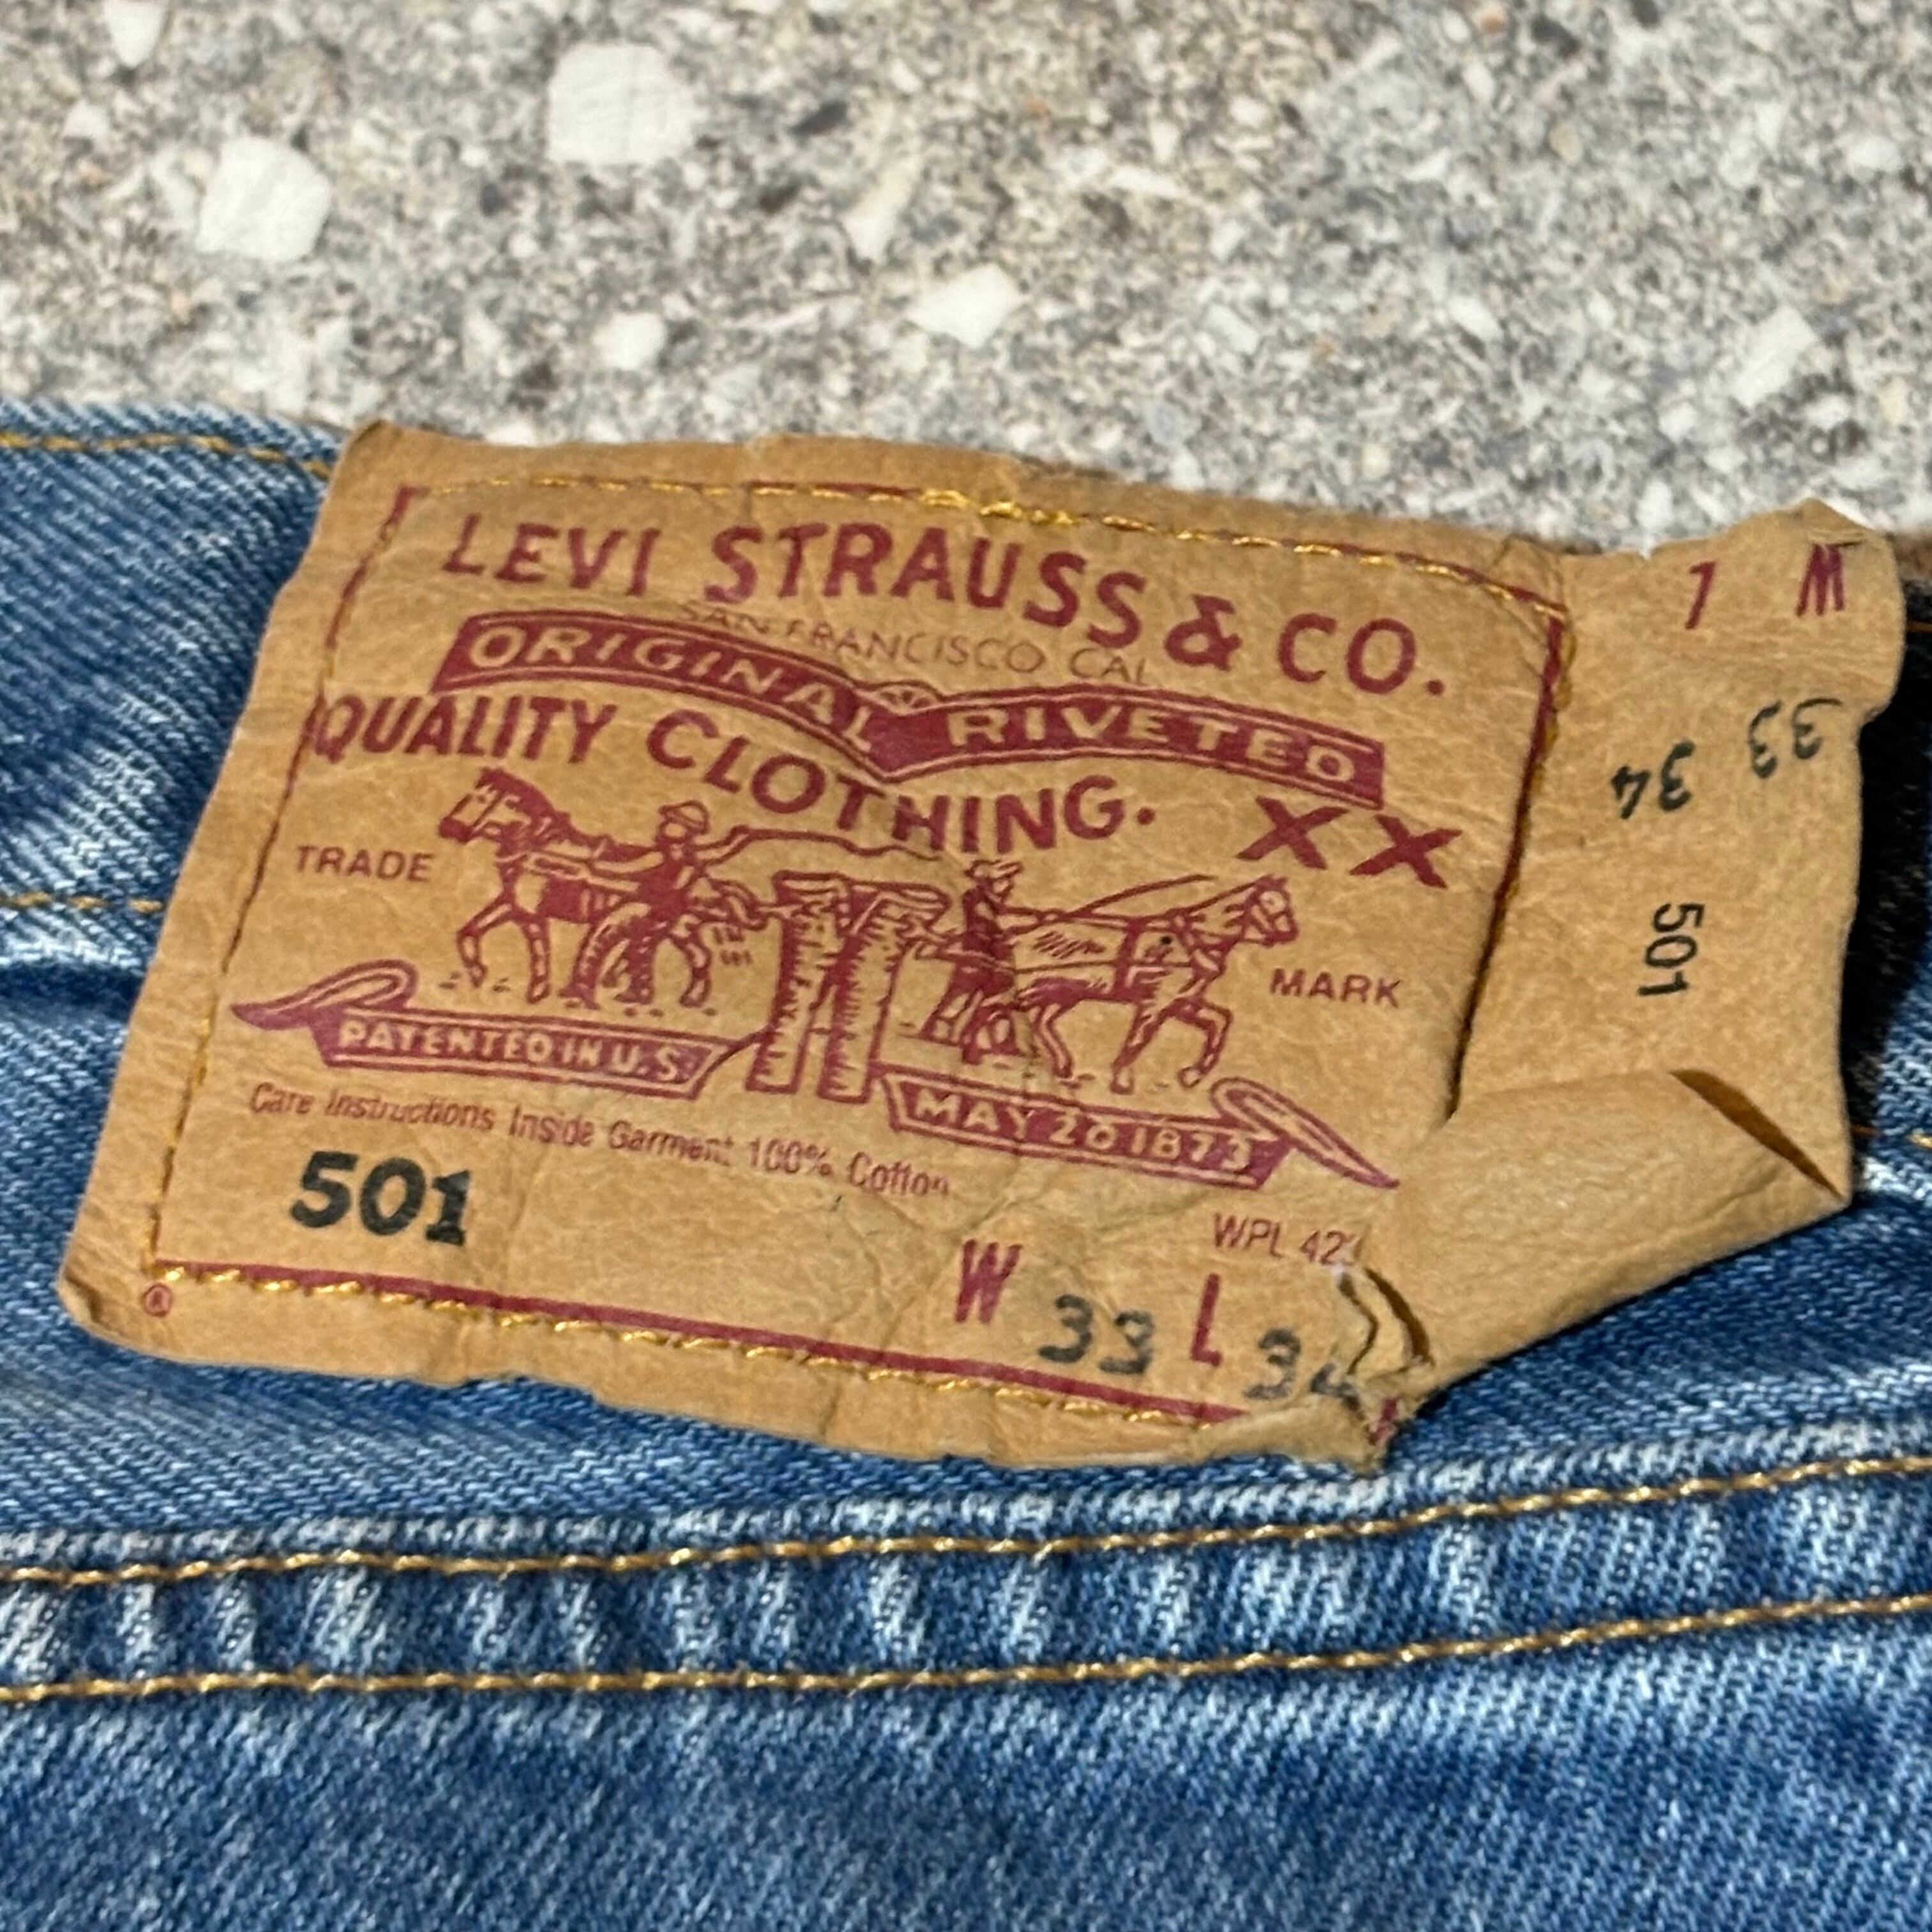 LEVI STRAUSS & CO.
SAN FRANCISCO CAL
ORIGINAL RIVETED
QUALITY CLOTHING. XX
TRADE MARK
PATENTED IN U.S.
MAY 20 1873
Care Instructions Inside Garment 100% Cotton
WPL
501
W 33 L 34
®
W L
33 34
501